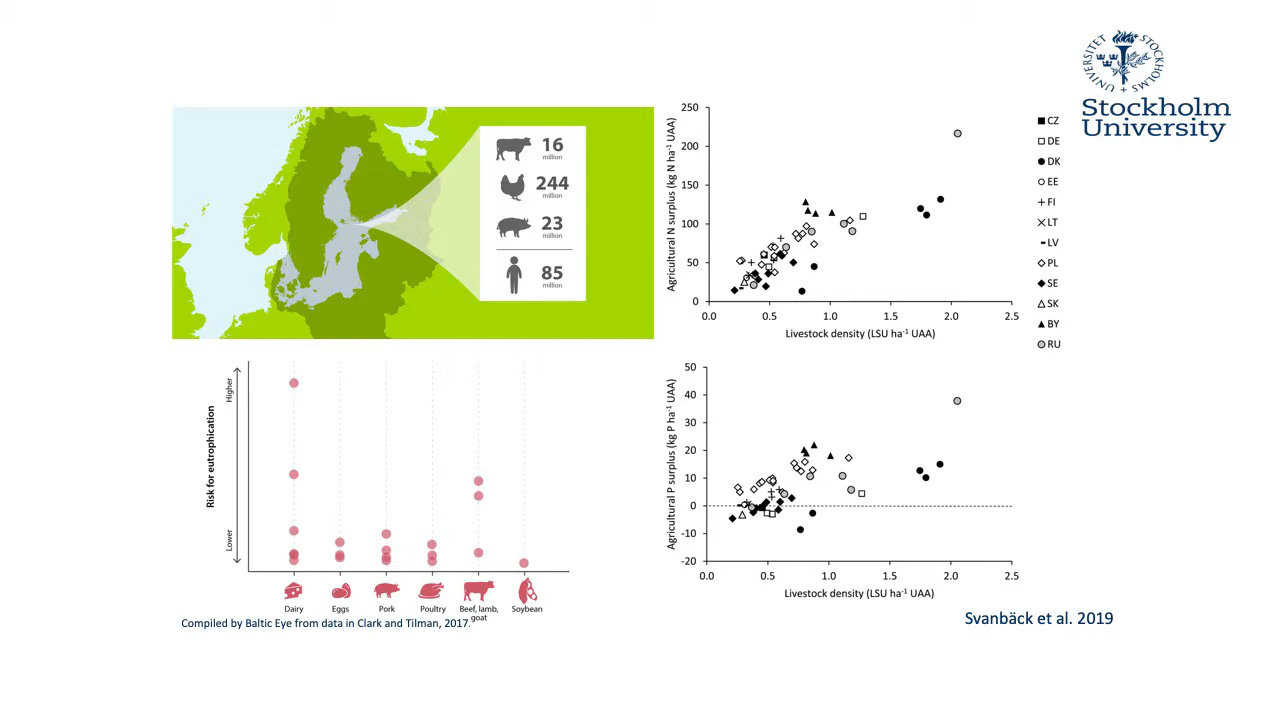 STOCKHOLMS UNIVERSITET
Stockholm
University
16
million
244
million
23
million
85
million
Agricultural N surplus (kg N ha⁻¹ UAA)
250
200
150
100
50
0
0.0 0.5 1.0 1.5 2.0 2.5
Livestock density (LSU ha⁻¹ UAA)
CZ
DE
DK
EE
FI
LT
LV
PL
SE
SK
BY
RU
Risk for eutrophication
Higher
Lower
Dairy Eggs Pork Poultry Beef, lamb, Soybean
goat
Compiled by Baltic Eye from data in Clark and Tilman, 2017.
Agricultural P surplus (kg P ha⁻¹ UAA)
50
40
30
20
10
0
-10
-20
0.0 0.5 1.0 1.5 2.0 2.5
Livestock density (LSU ha⁻¹ UAA)
Svanbäck et al. 2019